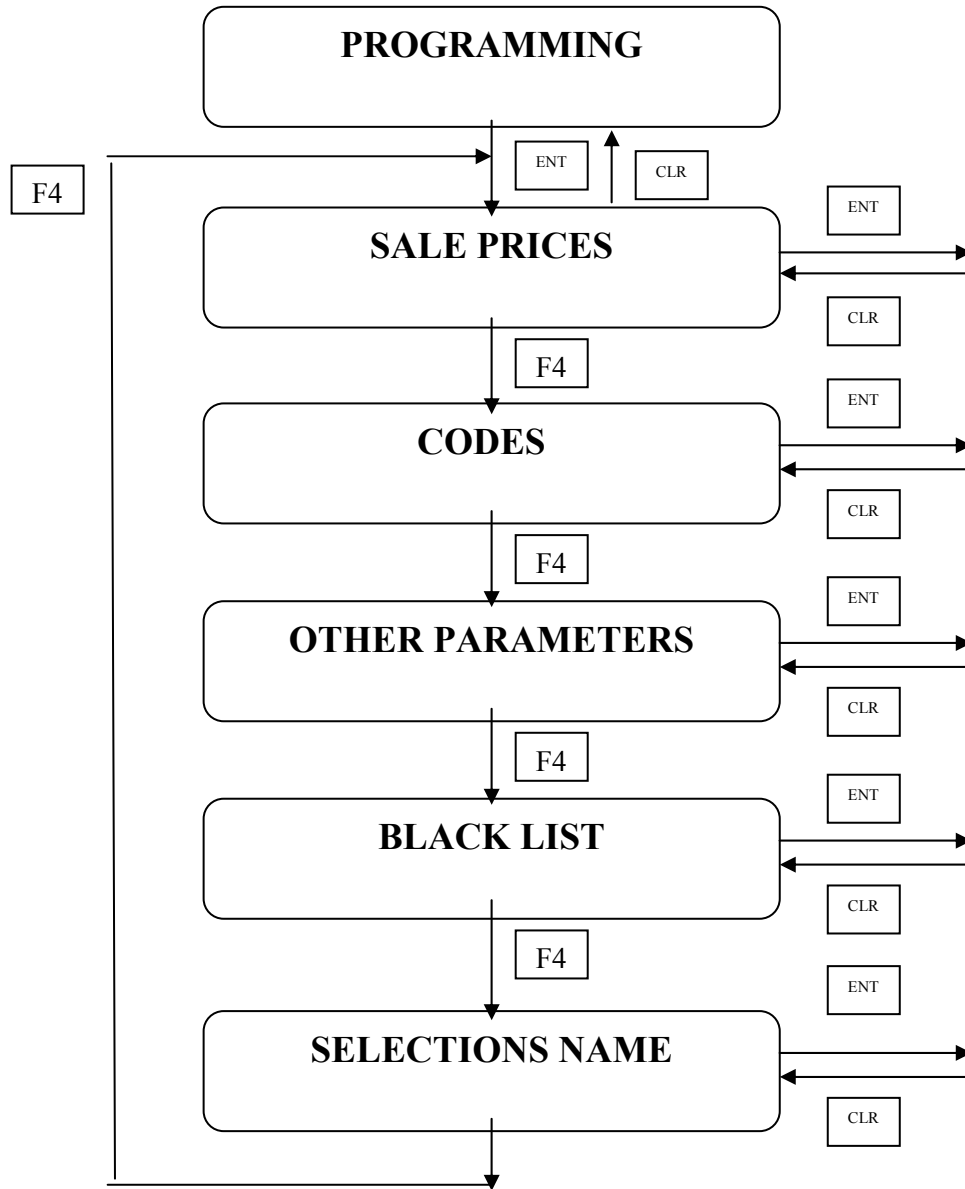 PROGRAMMING
ENT
CLR
F4
SALE PRICES
ENT
CLR
F4
CODES
ENT
CLR
F4
OTHER PARAMETERS
ENT
CLR
F4
BLACK LIST
ENT
CLR
F4
SELECTIONS NAME
ENT
CLR